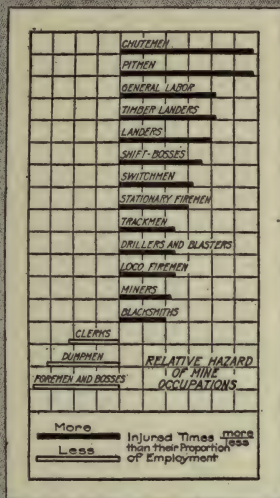 CHUTEMEN
PITMEN
GENERAL LABOR
TIMBER LANDERS
LANDERS
SHIFT-BOSSES
SWITCHMEN
STATIONARY FIREMEN
TRACKMEN
DRILLERS AND BLASTERS
LOCO FIREMEN
MINERS
BLACKSMITHS
CLERKS
DUMPMEN
FOREMEN AND BOSSES
RELATIVE HAZARD
OF MINE
OCCUPATIONS
More
Less
Injured Times more
less
than their Proportion
of Employment